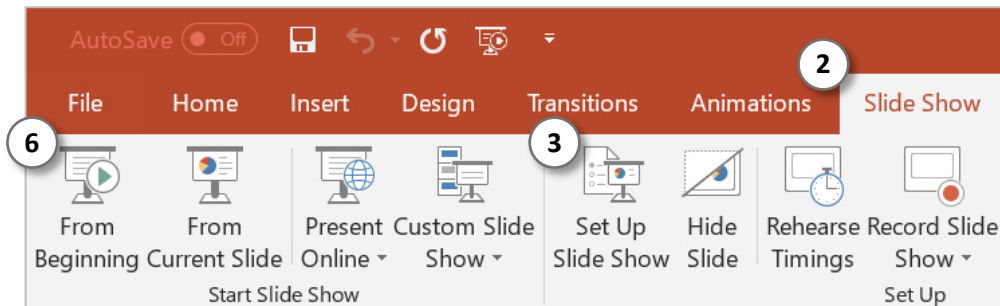 AutoSave Off
2
File Home Insert Design Transitions Animations Slide Show
6 3
From From Present Custom Slide Set Up Hide Rehearse Record Slide
Beginning Current Slide Online Show Slide Show Slide Timings Show
Start Slide Show Set Up